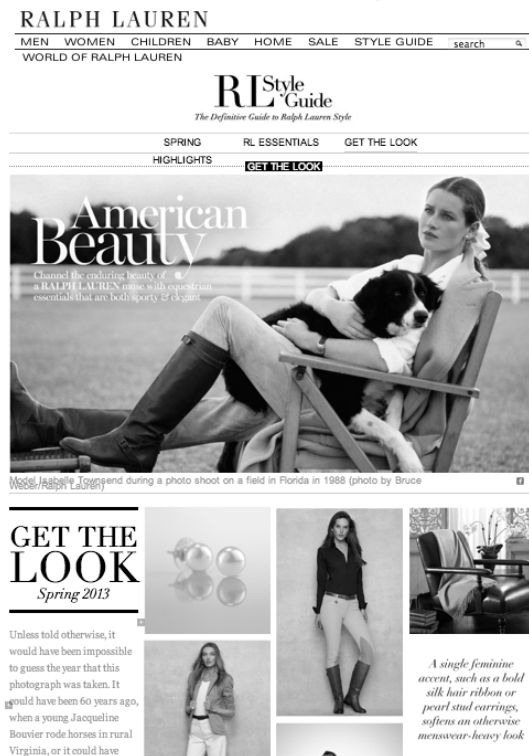 RALPH LAUREN
MEN WOMEN CHILDREN BABY HOME SALE STYLE GUIDE search
WORLD OF RALPH LAUREN
RL Style Guide
The Definitive Guide to Ralph Lauren Style
SPRING RL ESSENTIALS GET THE LOOK
HIGHLIGHTS
GET THE LOOK
American
Beauty
Channel the enduring beauty of
a RALPH LAUREN muse with equestrian
essentials that are both sporty & elegant
Model Isabelle Townsend during a photo shoot on a field in Florida in 1988 (photo by Bruce
Weber/Ralph Lauren)
GET THE
LOOK
Spring 2013
Unless told otherwise, it
would have been impossible
to guess the year that this
photograph was taken. It
could have been 60 years ago,
when a young Jacqueline
Bouvier rode horses in rural
Virginia, or it could have
A single feminine
accent, such as a bold
silk hair ribbon or
pearl stud earrings,
softens an otherwise
menswear-heavy look